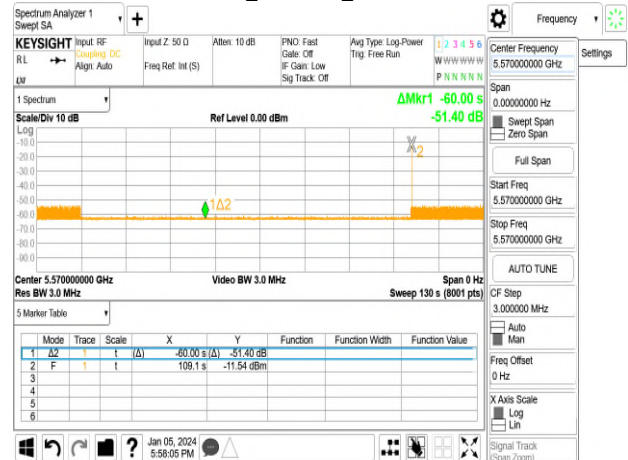 Spectrum Analyzer 1
Swept SA
+
Frequency
KEYSIGHT
Input: RF
Coupling: DC
Align: Auto
Input Z: 50 Ω
Freq Ref: Int (S)
Atten: 10 dB
PNO: Fast
Gate: Off
IF Gain: Low
Sig Track: Off
Avg Type: Log-Power
Trig: Free Run
1 2 3 4 5 6
W W W W W W
P N N N N N
R L
1 Spectrum
Scale/Div 10 dB
Ref Level 0.00 dBm
ΔMkr1 -60.00 s
-51.40 dB
Log
-10.0
-20.0
-30.0
-40.0
-50.0
-60.0
-70.0
-80.0
-90.0
X2
1Δ2
Center 5.570000000 GHz
Video BW 3.0 MHz
Span 0 Hz
Res BW 3.0 MHz
Sweep 130 s (8001 pts)
5 Marker Table
Mode Trace Scale X Y Function Function Width Function Value
1 Δ2 1 t (Δ) -60.00 s (Δ) -51.40 dB
2 F 1 t 109.1 s -11.54 dBm
3
4
5
6
?
Jan 05, 2024
5:58:05 PM
Center Frequency
5.570000000 GHz
Settings
Span
0.00000000 Hz
Swept Span
Zero Span
Full Span
Start Freq
5.570000000 GHz
Stop Freq
5.570000000 GHz
AUTO TUNE
CF Step
3.000000 MHz
Auto
Man
Freq Offset
0 Hz
X Axis Scale
Log
Lin
Signal Track
(Span Zoom)